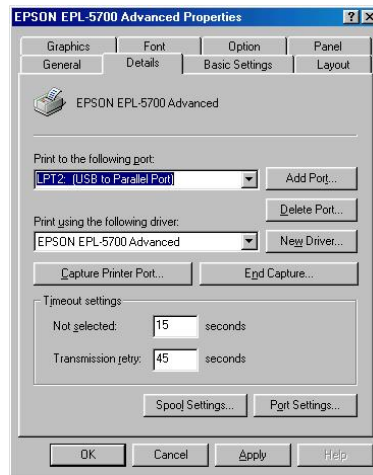 EPSON EPL-5700 Advanced Properties
Graphics Font Option Panel
General Details Basic Settings Layout
EPSON EPL-5700 Advanced
Print to the following port:
LPT2: (USB to Parallel Port) Add Port...
Delete Port...
Print using the following driver:
EPSON EPL-5700 Advanced New Driver...
Capture Printer Port... End Capture...
Timeout settings
Not selected: 15 seconds
Transmission retry: 45 seconds
Spool Settings... Port Settings...
OK Cancel Apply Help